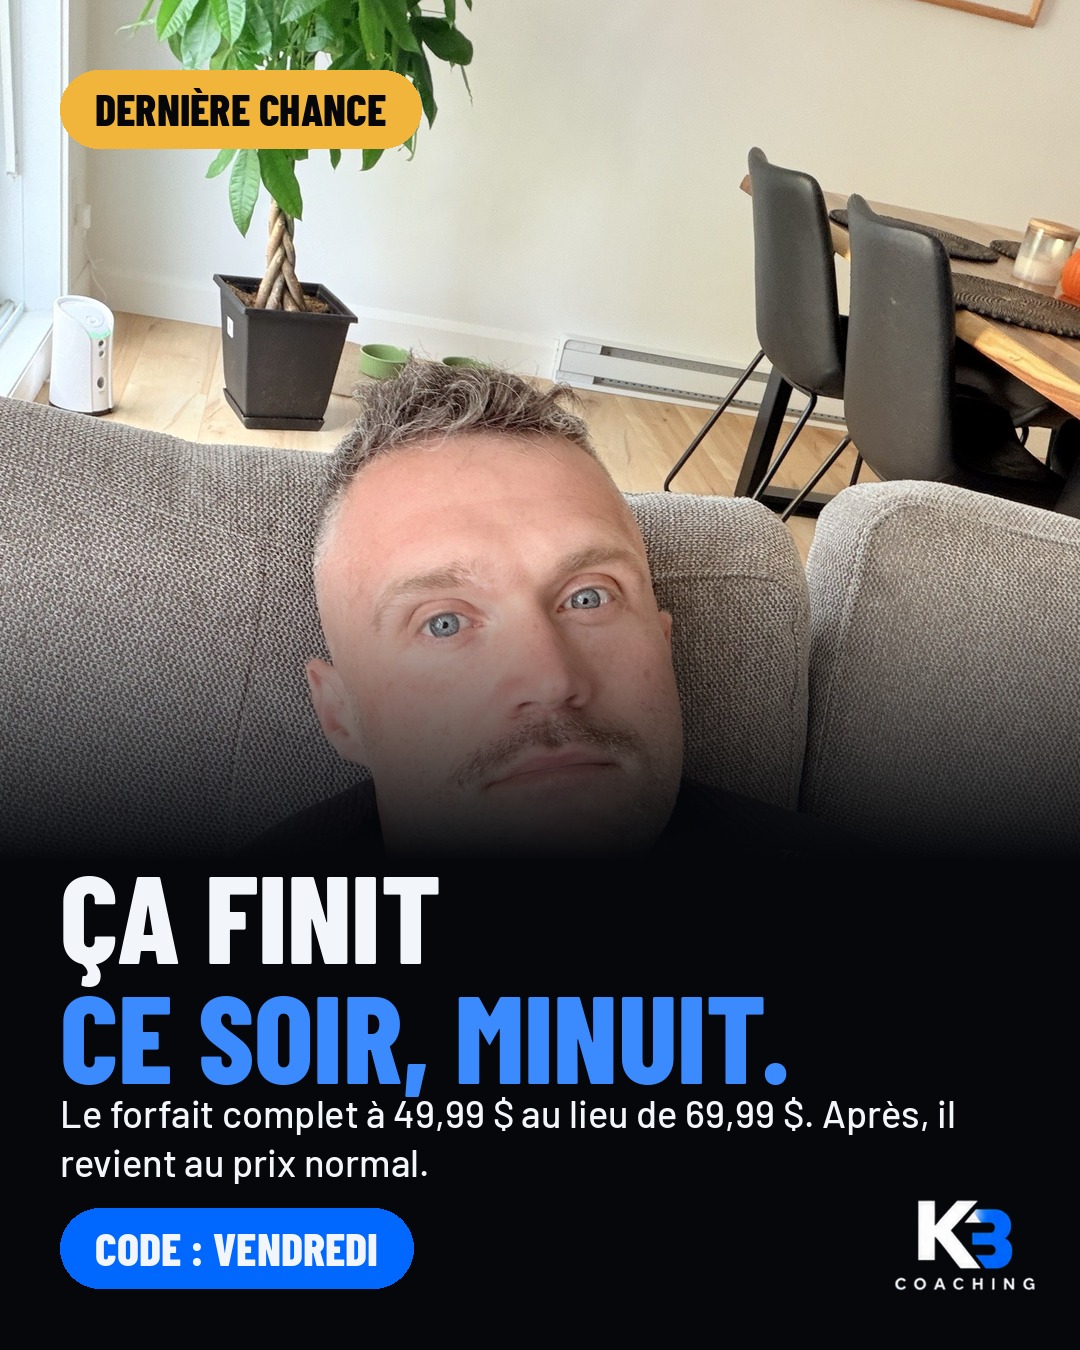 DERNIÈRE CHANCE
ÇA FINIT
CE SOIR, MINUIT.
Le forfait complet à 49,99 $ au lieu de 69,99 $. Après, il
revient au prix normal.
CODE : VENDREDI
K3
COACHING